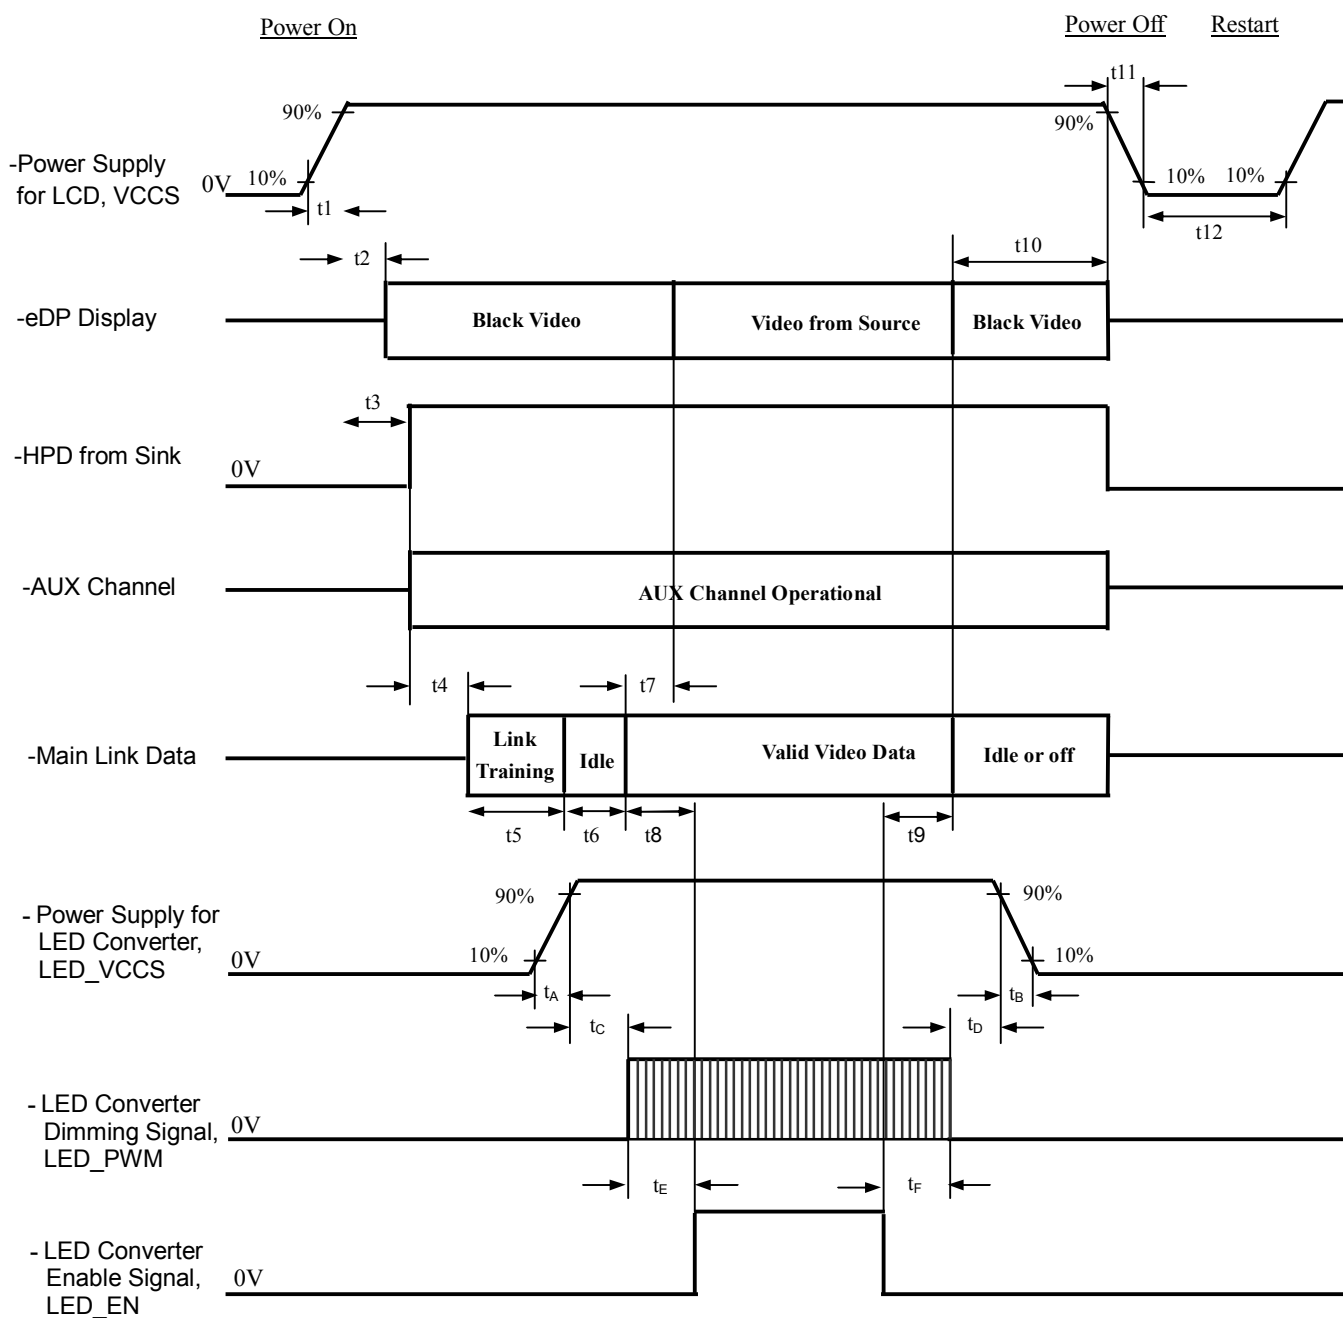 Power On
Power Off Restart
t11
90%
90%
-Power Supply
for LCD, VCCS
0V
10%
10%
10%
t1
t12
t2
t10
-eDP Display
Black Video
Video from Source
Black Video
t3
-HPD from Sink
0V
-AUX Channel
AUX Channel Operational
t4
t7
-Main Link Data
Link
Training
Idle
Valid Video Data
Idle or off
t5
t6
t8
t9
90%
90%
- Power Supply for
LED Converter,
LED_VCCS
0V
10%
10%
tA
tB
tC
tD
- LED Converter
Dimming Signal,
LED_PWM
0V
tE
tF
- LED Converter
Enable Signal,
LED_EN
0V